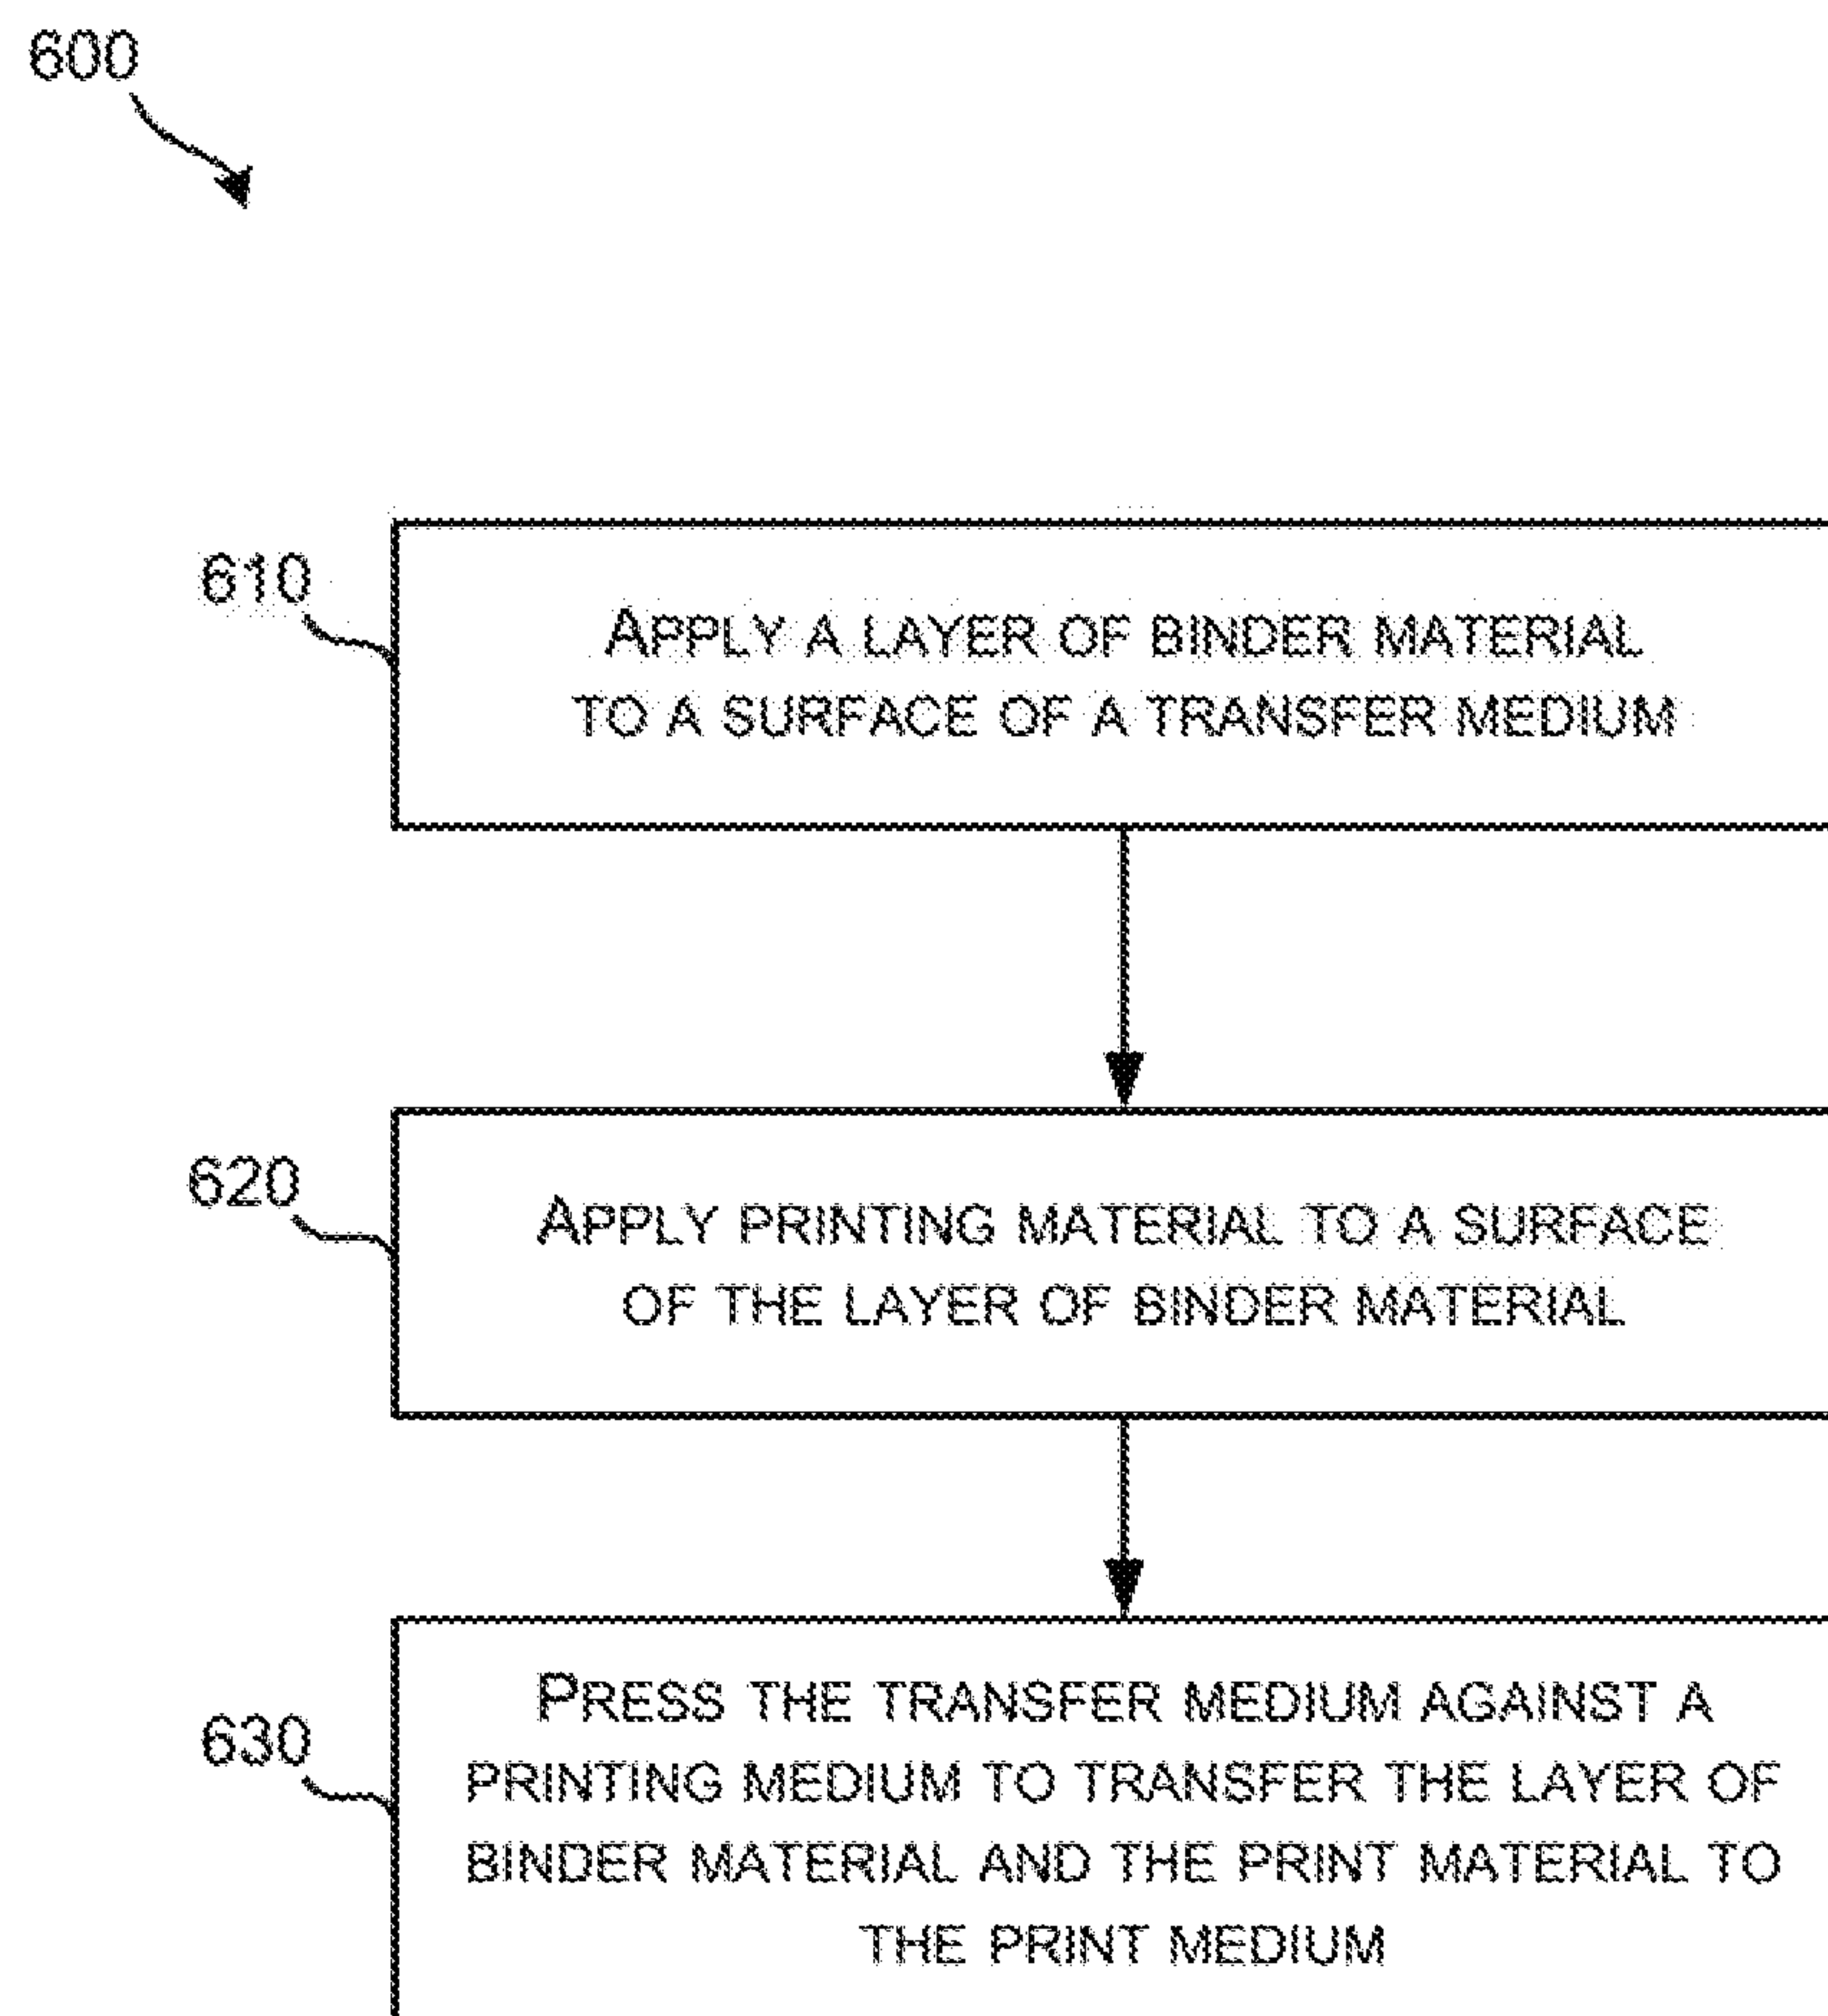 600
610
APPLY A LAYER OF BINDER MATERIAL
TO A SURFACE OF A TRANSFER MEDIUM
620
APPLY PRINTING MATERIAL TO A SURFACE
OF THE LAYER OF BINDER MATERIAL
630
PRESS THE TRANSFER MEDIUM AGAINST A
PRINTING MEDIUM TO TRANSFER THE LAYER OF
BINDER MATERIAL AND THE PRINT MATERIAL TO
THE PRINT MEDIUM